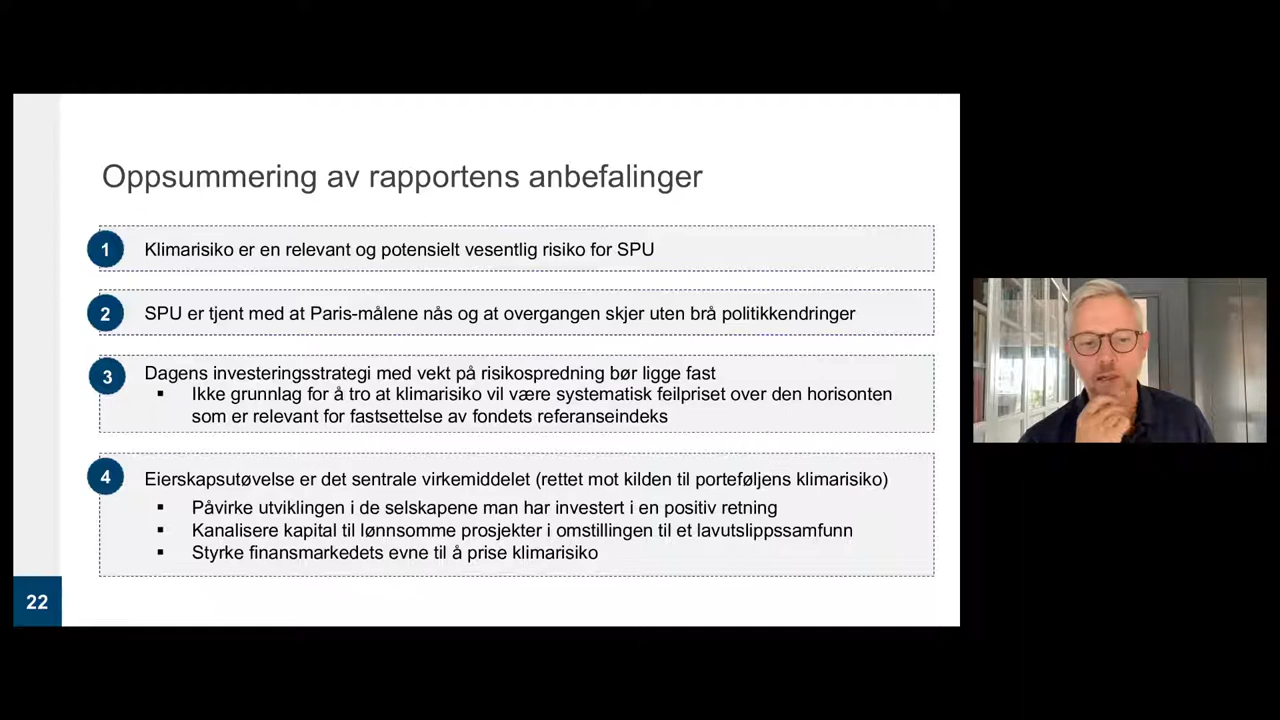 Oppsummering av rapportens anbefalinger
1 Klimarisiko er en relevant og potensielt vesentlig risiko for SPU
2 SPU er tjent med at Paris-målene nås og at overgangen skjer uten brå politikkendringer
3 Dagens investeringsstrategi med vekt på risikospredning bør ligge fast
▪ Ikke grunnlag for å tro at klimarisiko vil være systematisk feilpriset over den horisonten
som er relevant for fastsettelse av fondets referanseindeks
4 Eierskapsutøvelse er det sentrale virkemiddelet (rettet mot kilden til porteføljens klimarisiko)
▪ Påvirke utviklingen i de selskapene man har investert i en positiv retning
▪ Kanalisere kapital til lønnsomme prosjekter i omstillingen til et lavutslippssamfunn
▪ Styrke finansmarkedets evne til å prise klimarisiko
22